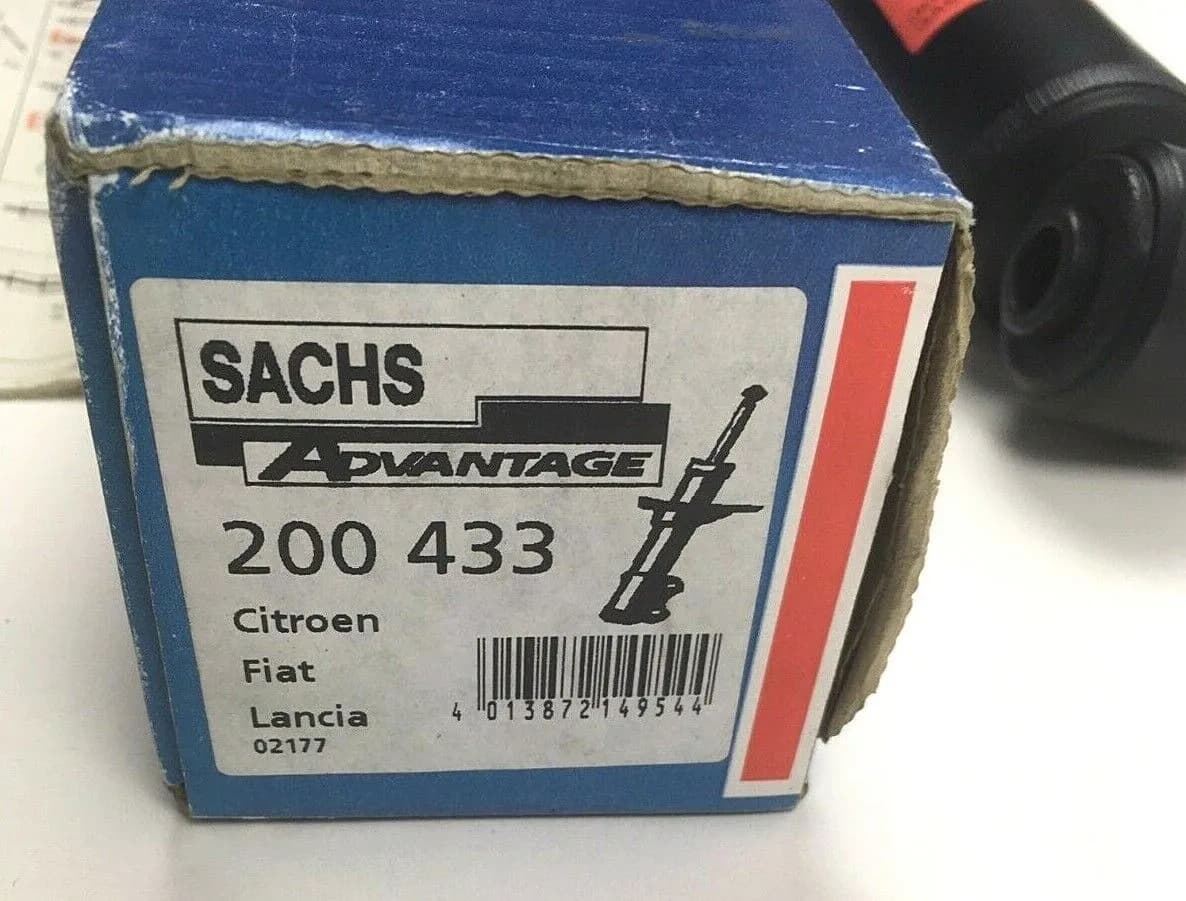 SACHS
ADVANTAGE
200 433
Citroen
Fiat
Lancia
02177
4 013872 149544